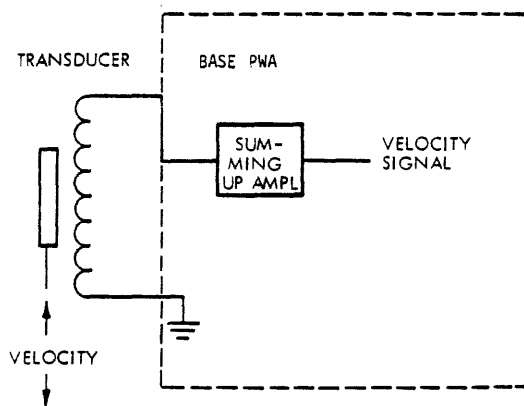 TRANSDUCER
BASE PWA
SUM-
MING
UP AMPL
VELOCITY
SIGNAL
VELOCITY